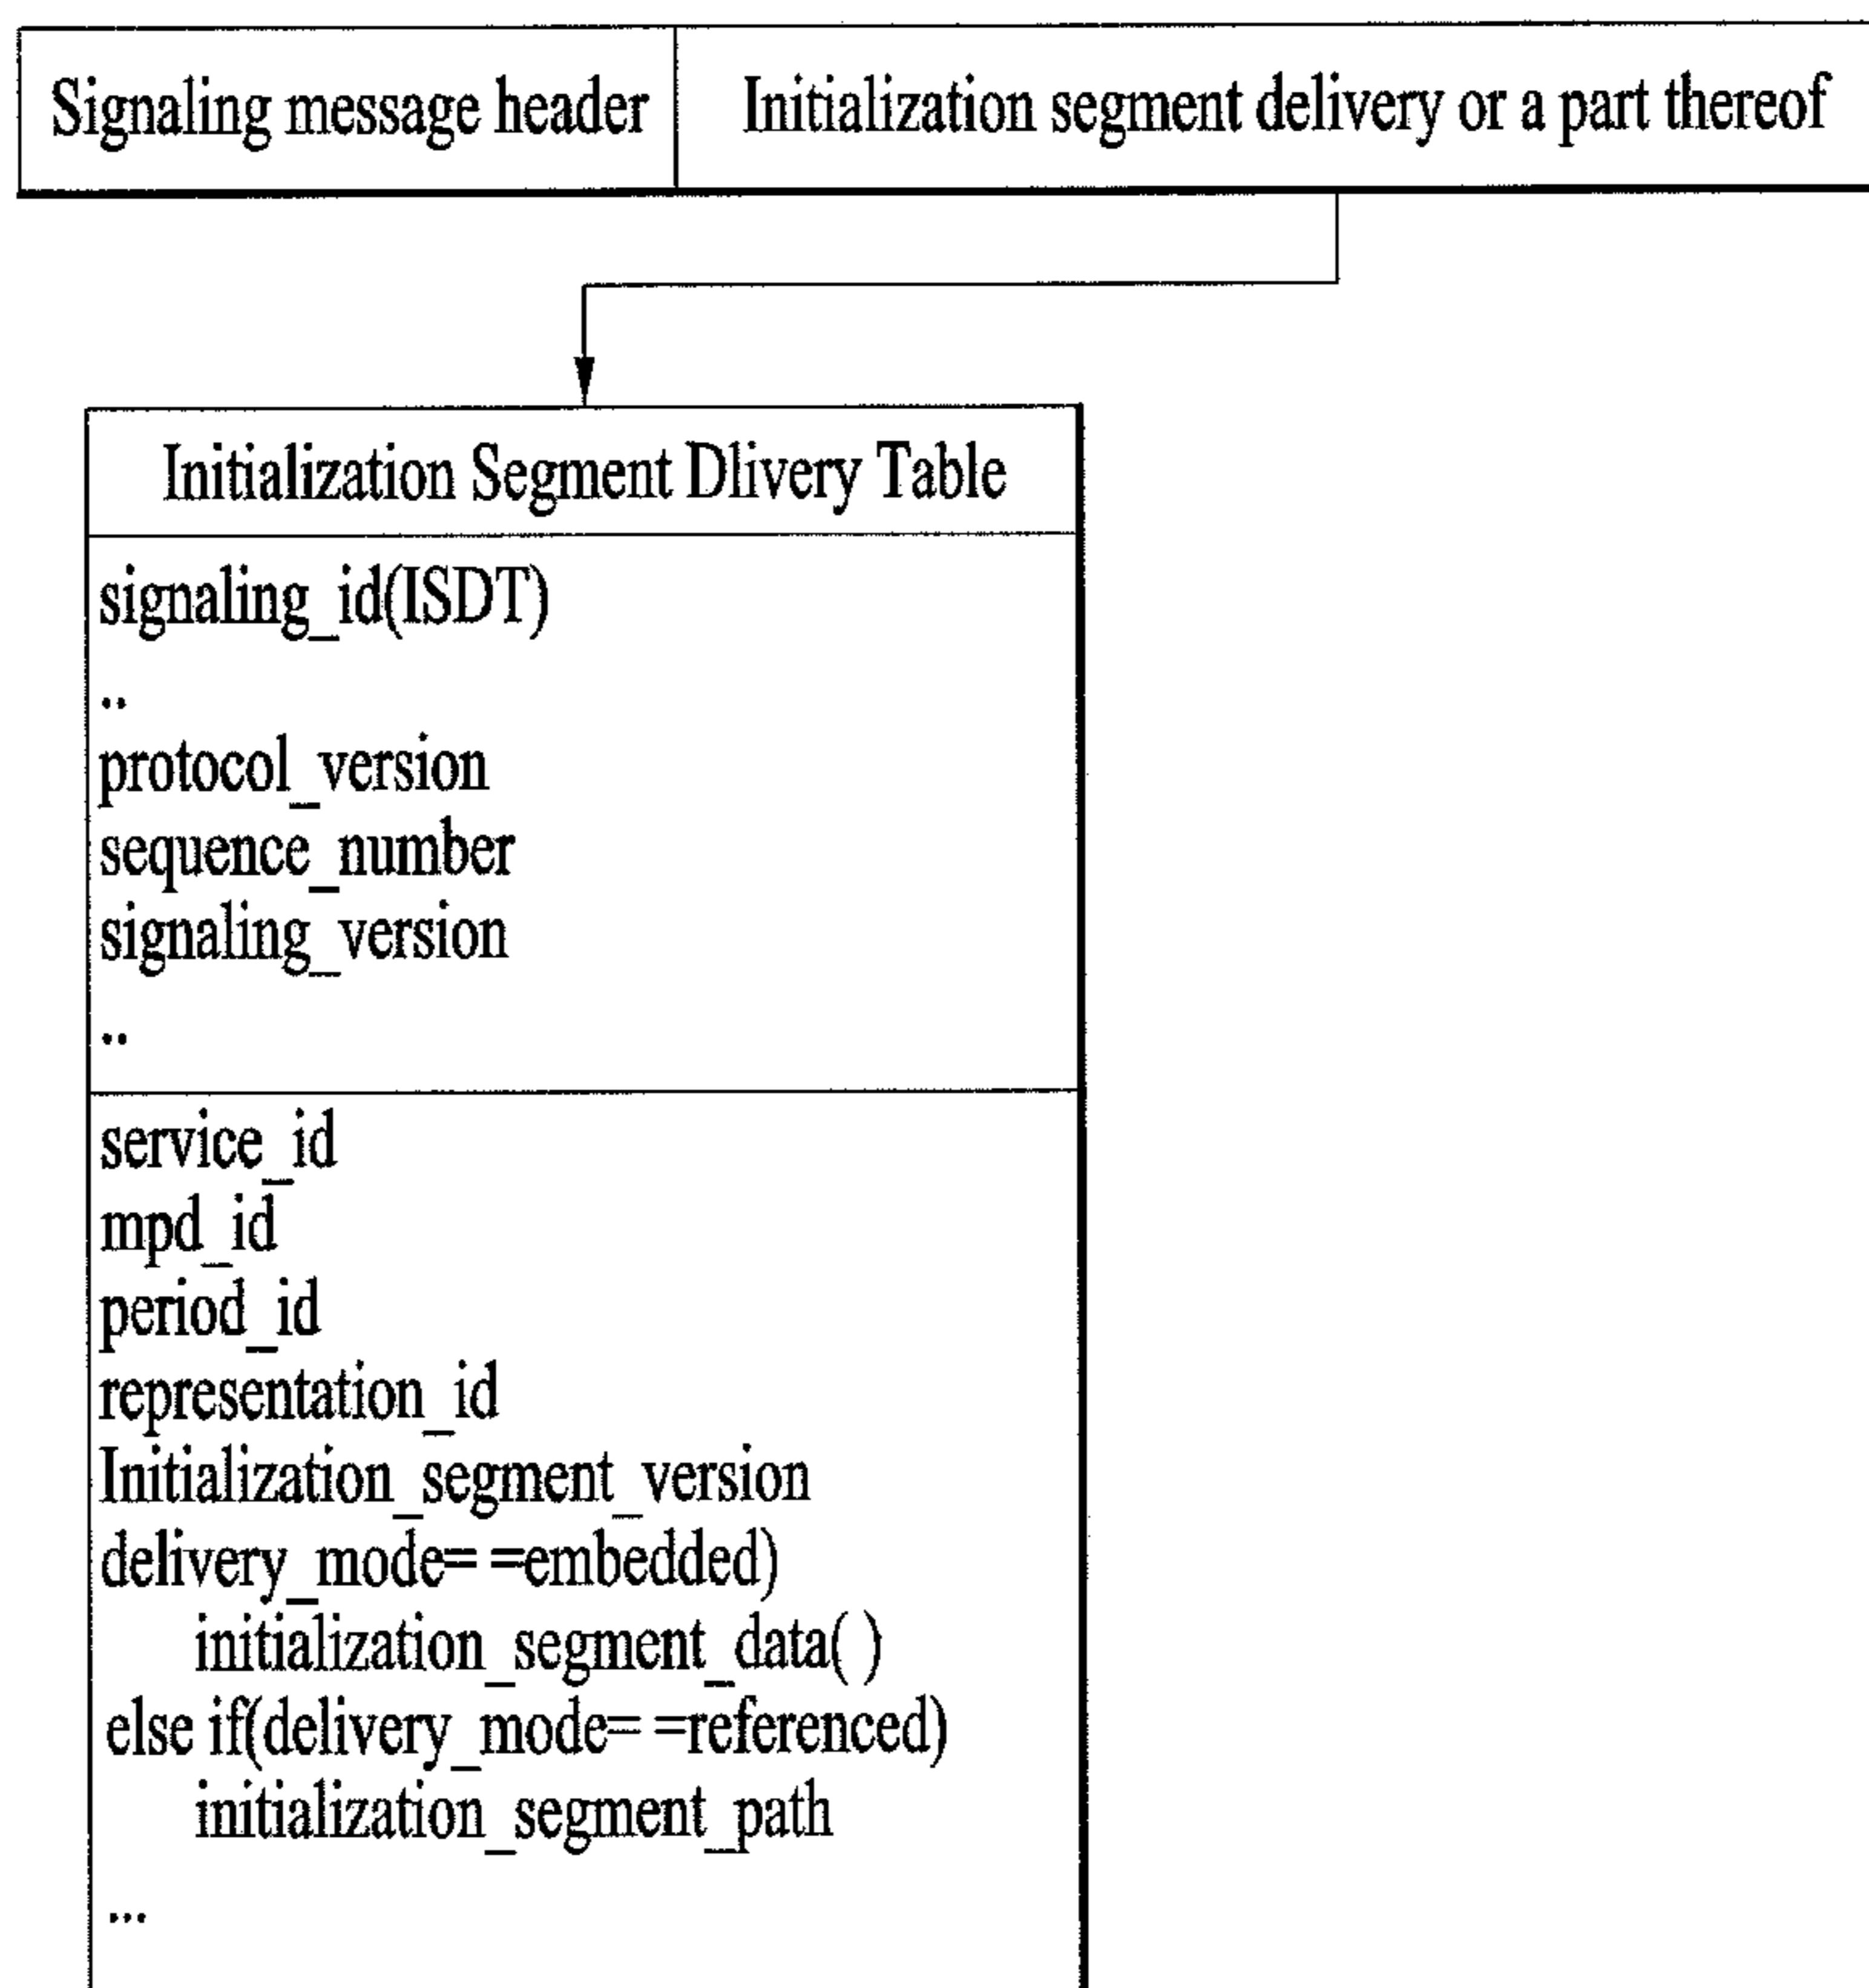 Signaling message header
Initialization segment delivery or a part thereof
Initialization Segment Dlivery Table
signaling_id(ISDT)
..
protocol_version
sequence_number
signaling_version
..
service_id
mpd_id
period_id
representation_id
Initialization_segment_version
delivery_mode= =embedded)
initialization_segment_data( )
else if(delivery_mode= =referenced)
initialization_segment_path
...